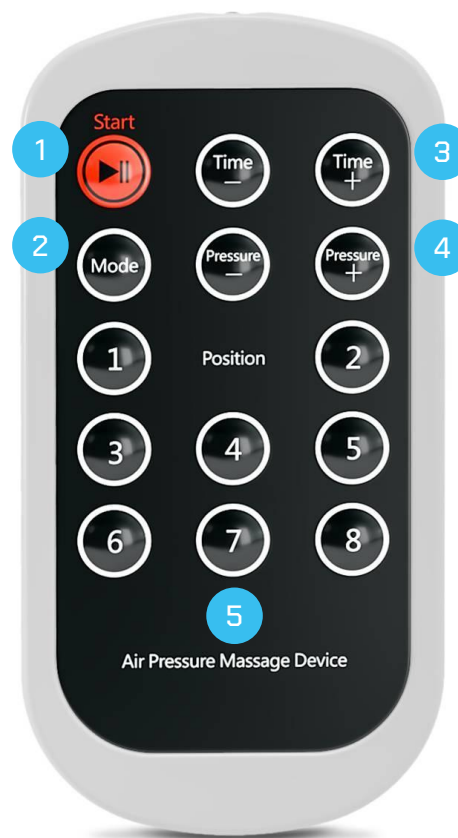 Start
1
Time − Time + 3
2
Mode Pressure − Pressure + 4
1 Position 2
3 4 5
6 7 8
5
Air Pressure Massage Device